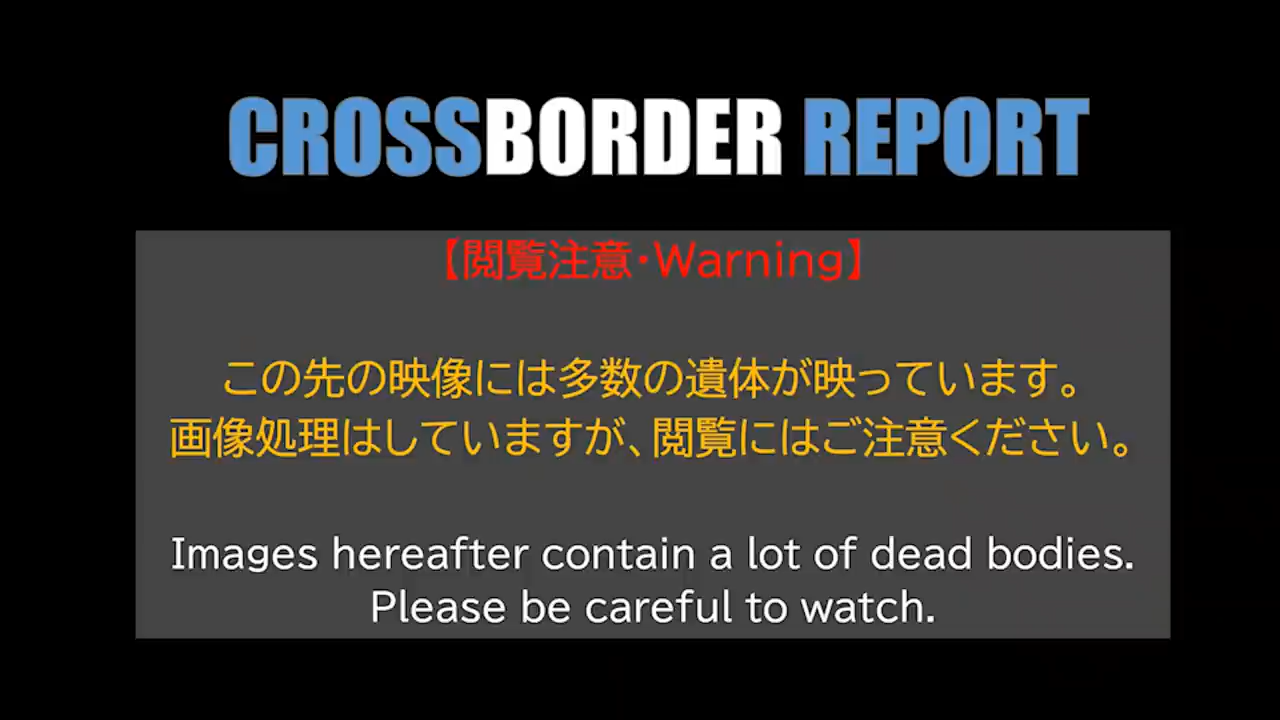 CROSSBORDER REPORT
【閲覧注意・Warning】
この先の映像には多数の遺体が映っています。
画像処理はしていますが、閲覧にはご注意ください。
Images hereafter contain a lot of dead bodies.
Please be careful to watch.